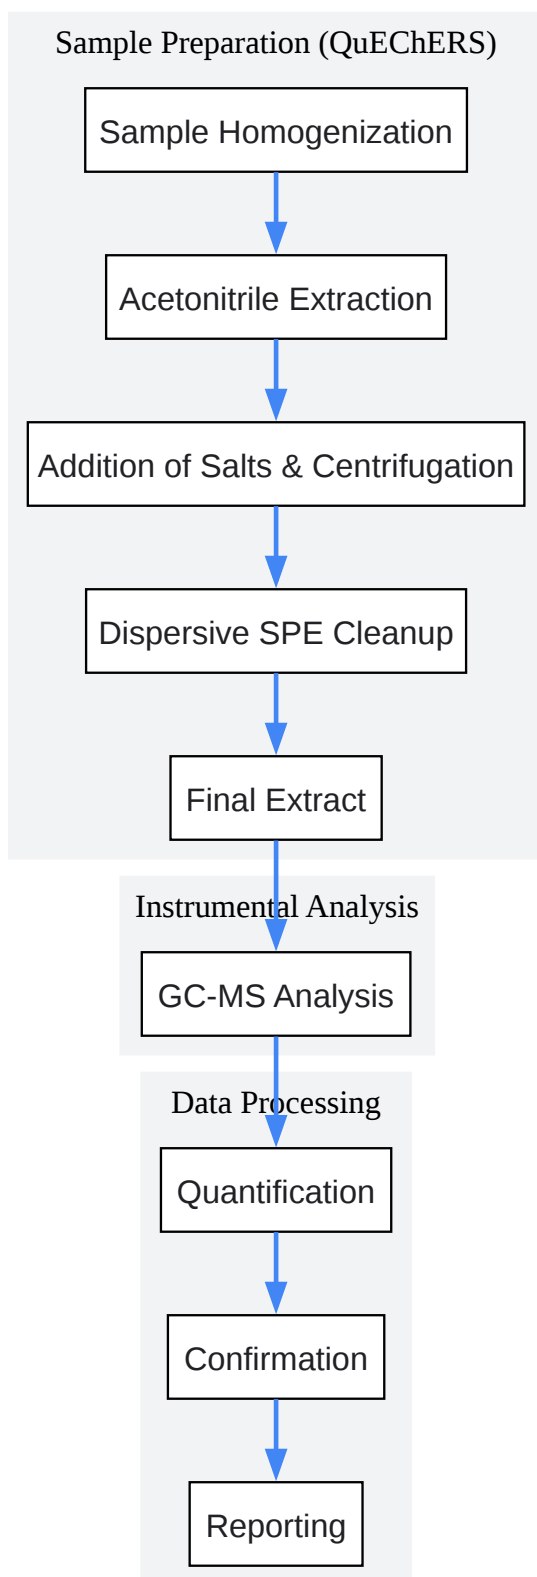 Sample Preparation (QuEChERS)
Sample Homogenization
Acetonitrile Extraction
Addition of Salts & Centrifugation
Dispersive SPE Cleanup
Final Extract
Instrumental Analysis
GC-MS Analysis
Data Processing
Quantification
Confirmation
Reporting